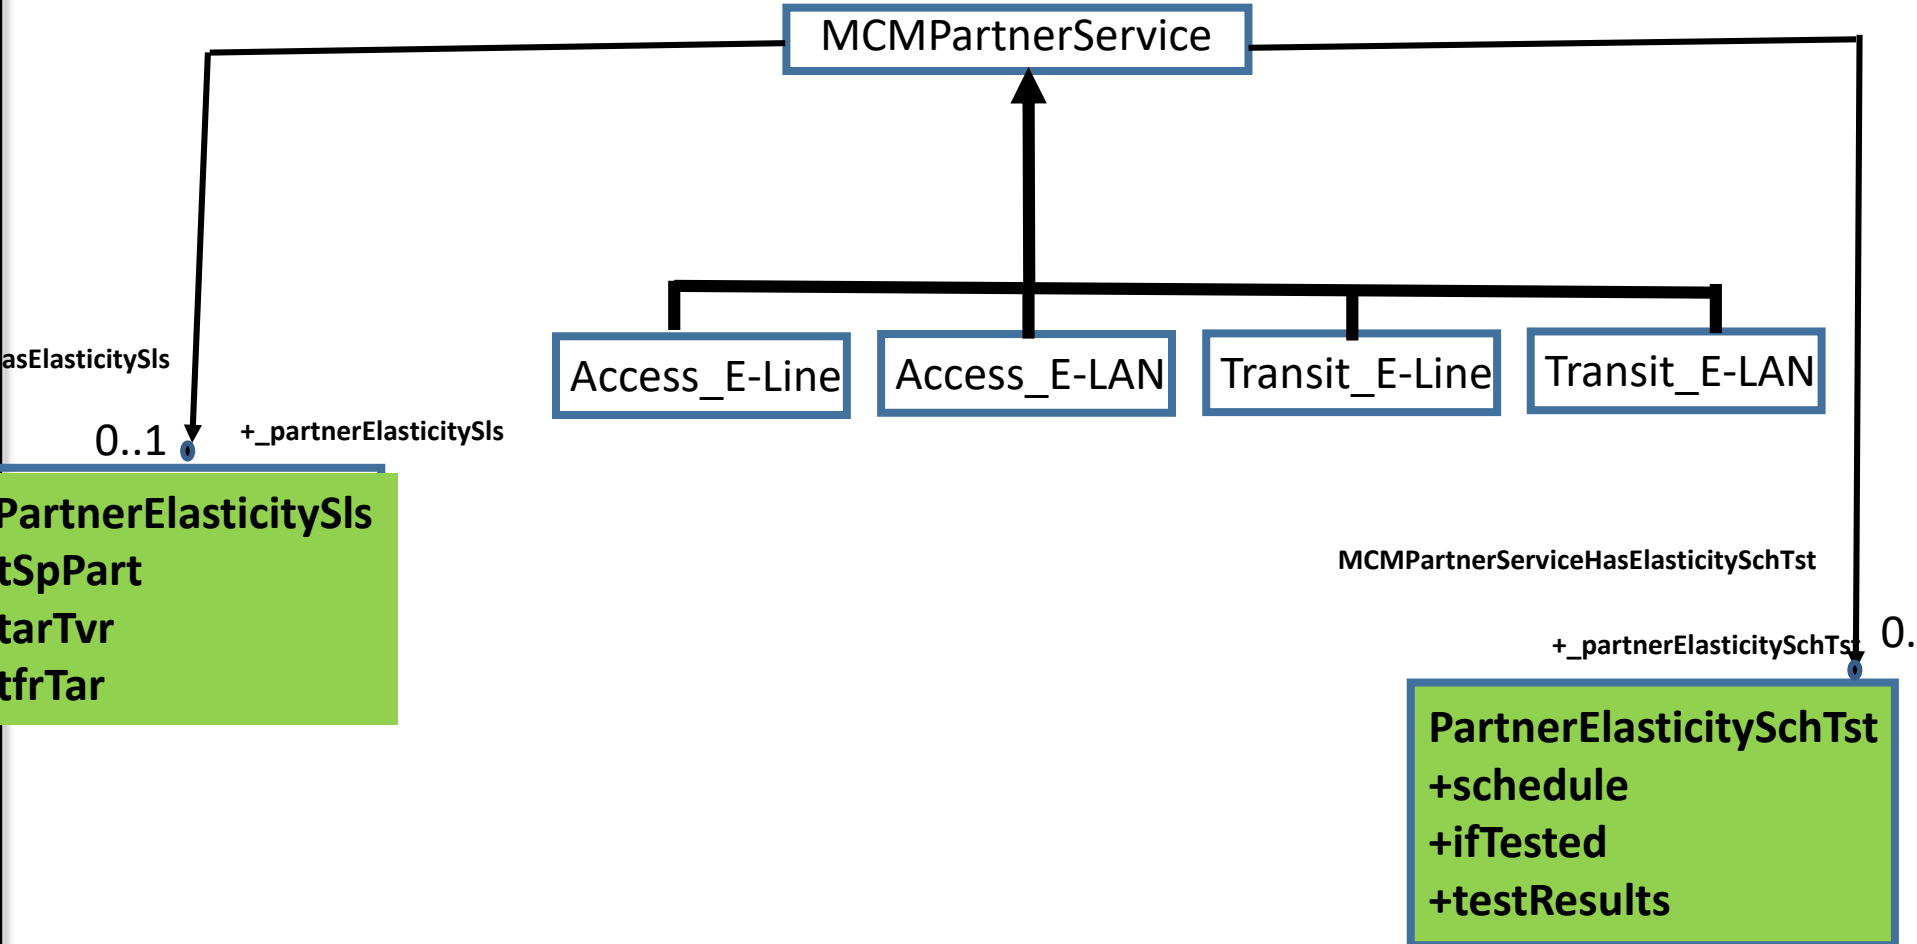 MCMPartnerService
Access_E-Line
Access_E-LAN
Transit_E-Line
Transit_E-LAN
asElasticitySls
0..1
+_partnerElasticitySls
PartnerElasticitySls
tSpPart
tarTvr
tfrTar
MCMPartnerServiceHasElasticitySchTst
+_partnerElasticitySchTst
0.
PartnerElasticitySchTst
+schedule
+ifTested
+testResults